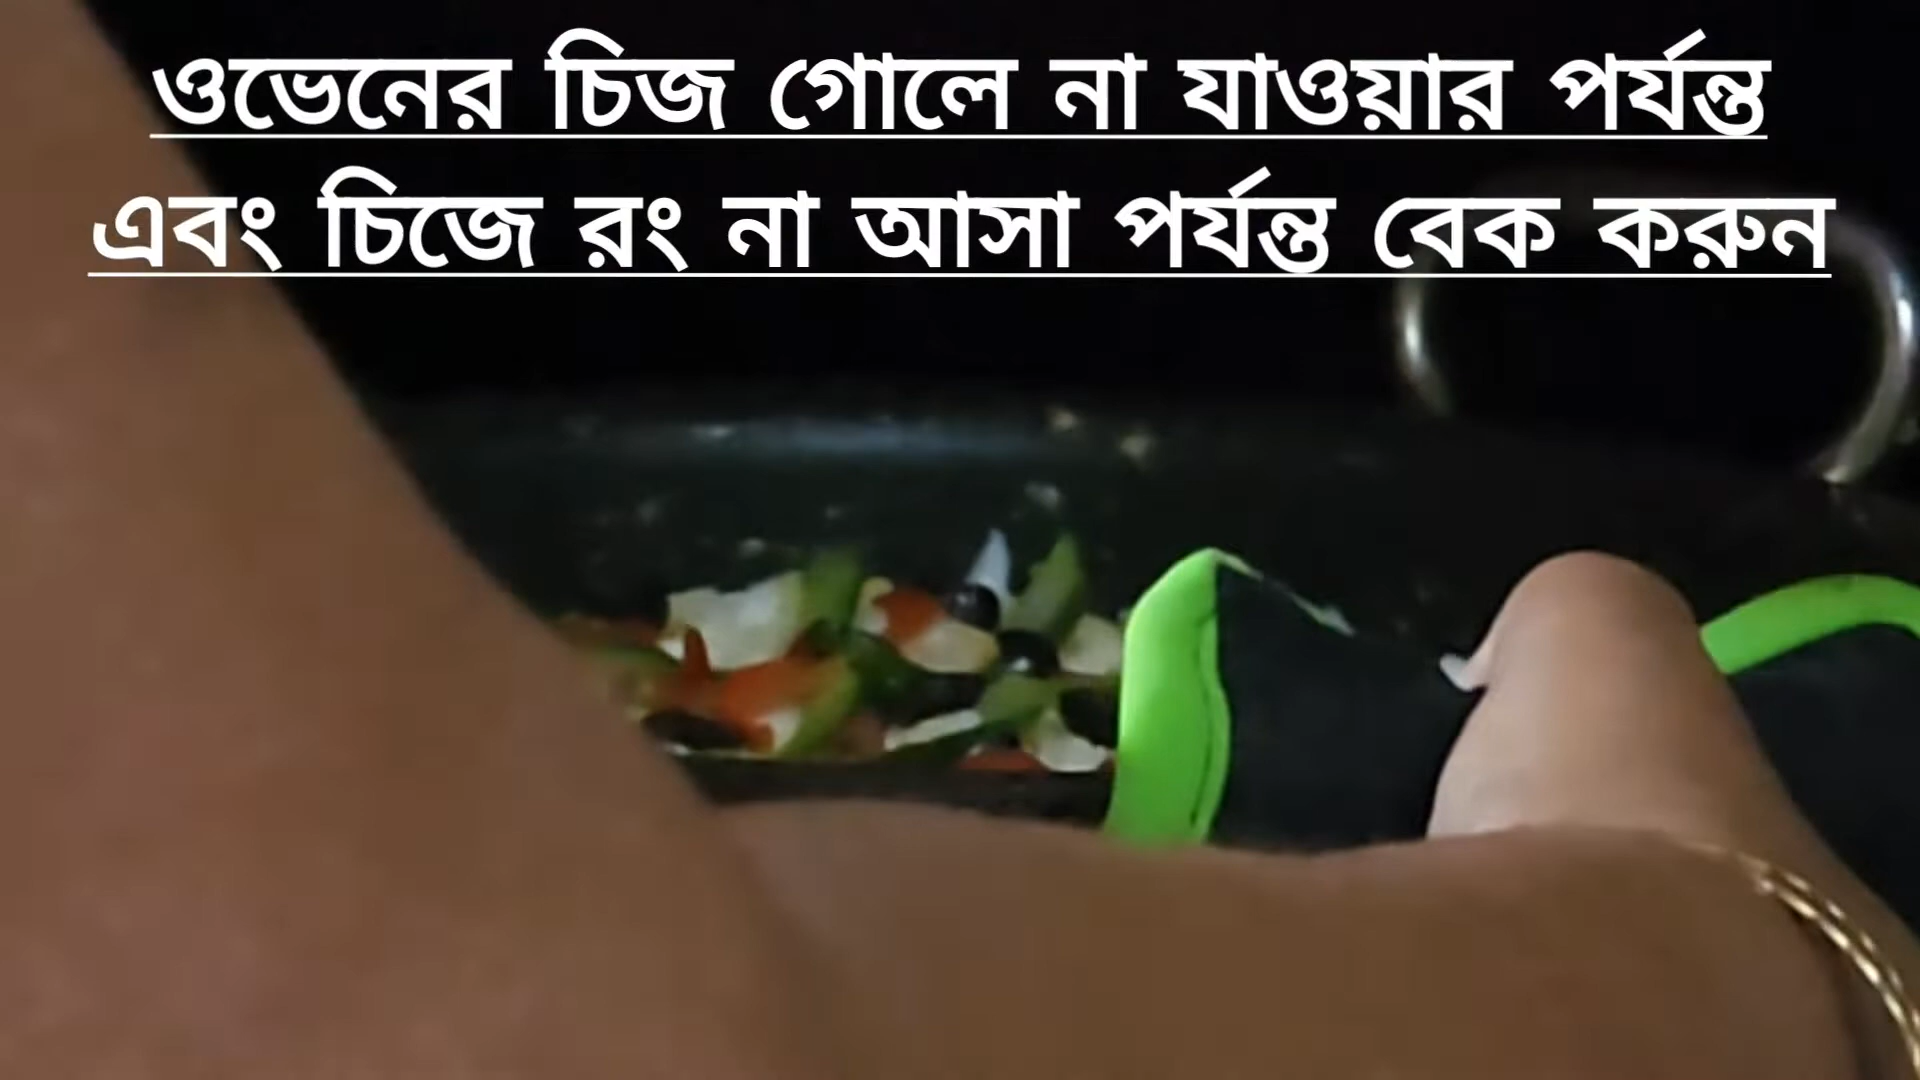 ওভেনের চিজ গোলে না যাওয়ার পর্যন্ত
এবং চিজে রং না আসা পর্যন্ত বেক করুন